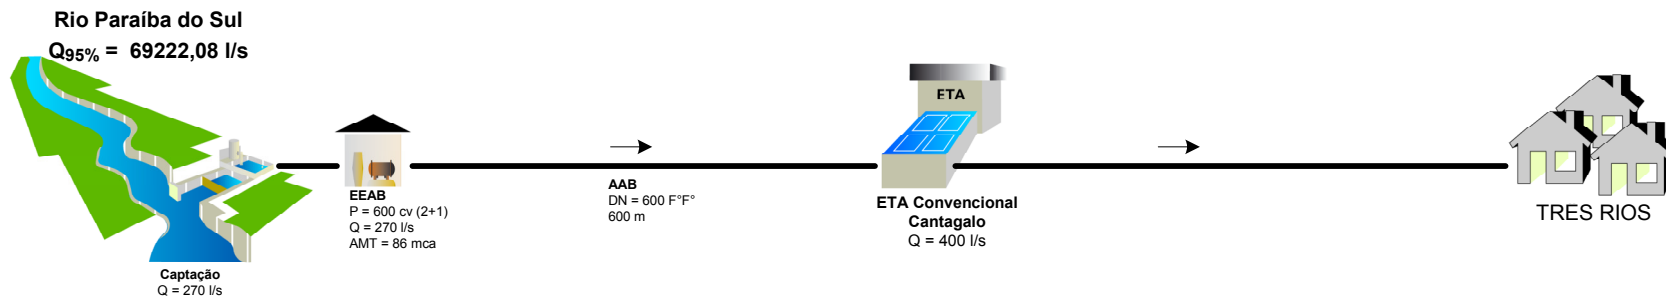 Rio Paraíba do Sul
Q95% = 69222,08 l/s
ETA
EEAB
P = 600 cv (2+1)
Q = 270 l/s
AMT = 86 mca
AAB
DN = 600 F°F°
600 m
ETA Convencional
Cantagalo
Q = 400 l/s
TRES RIOS
Captação
Q = 270 l/s